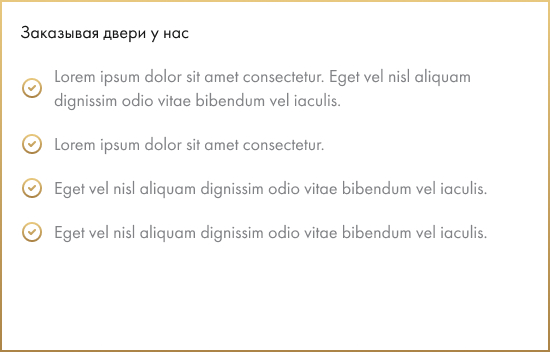 Заказывая двери у нас
Lorem ipsum dolor sit amet consectetur. Eget vel nisl aliquam
dignissim odio vitae bibendum vel iaculis.
Lorem ipsum dolor sit amet consectetur.
Eget vel nisl aliquam dignissim odio vitae bibendum vel iaculis.
Eget vel nisl aliquam dignissim odio vitae bibendum vel iaculis.